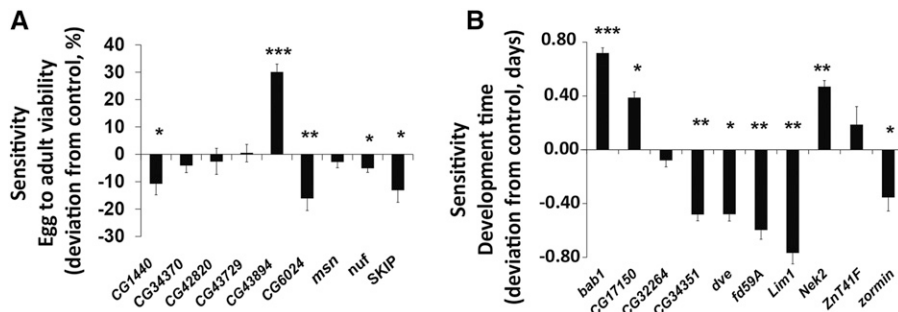 A
Sensitivity
Egg to adult viability
(deviation from control, %)
40
30
20
10
0
-10
-20
-30
*
***
**
*
*
CG1440
CG34370
CG42820
CG43729
CG43894
CG6024
msn
nuf
SKIP
B
Sensitivity
Development time
(deviation from control, days)
0.80
0.40
0.00
-0.40
-0.80
***
*
**
*
**
**
**
*
bab1
CG17150
CG32264
CG34351
dve
fd59A
Lim1
Nek2
ZnT41F
zormin